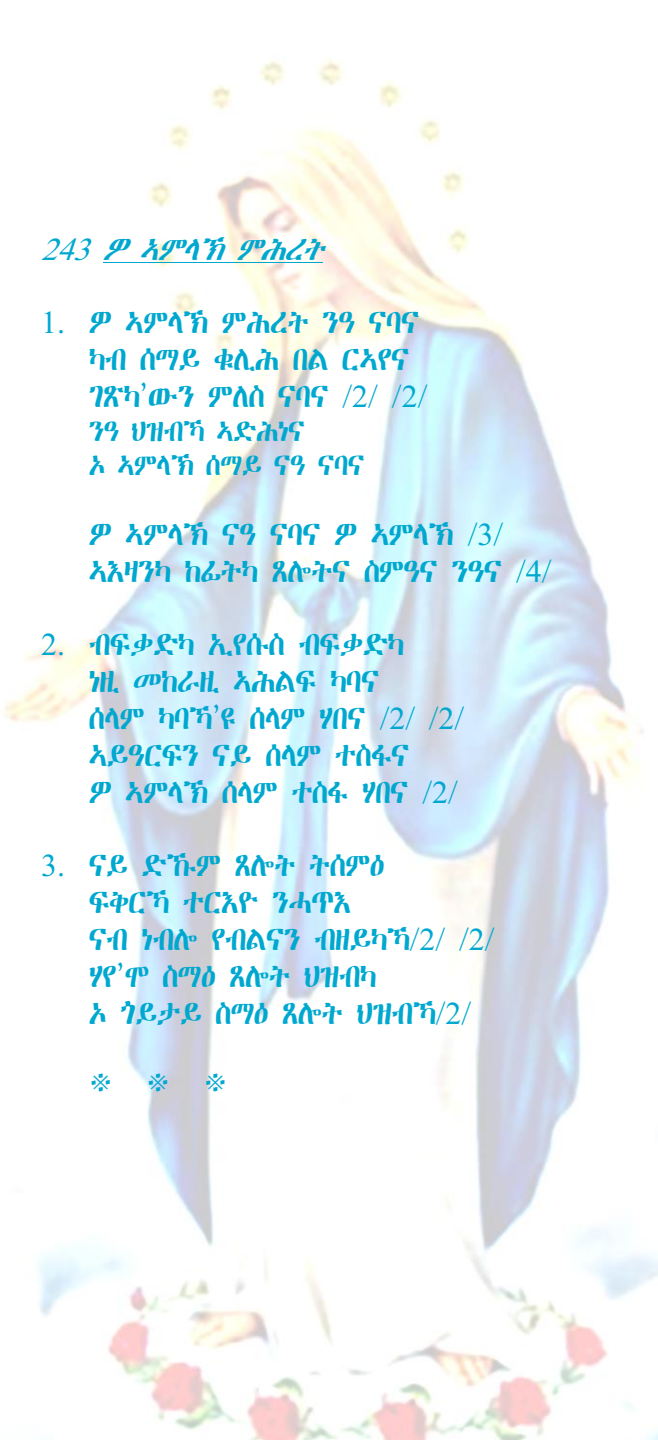 243 ዎ ኣምላኽ ምሕረት
1. ዎ ኣምላኽ ምሕረት ንዓ ናባና
ካብ ሰማይ ቁሊሕ በል ርኣየና
ገጽካ’ውን ምለስ ናባና /2/ /2/
ንዓ ህዝብኻ ኣድሕነና
ኦ ኣምላኽ ሰማይ ናዓ ናባና
ዎ ኣምላኽ ናዓ ናባና ዎ ኣምላኽ /3/
ኣእዛንካ ከፊትካ ጸሎትና ስምዓና ንዓና /4/
2. ብፍቃድካ ኢየሱስ ብፍቃድካ
ነዚ መከራዚ ኣሕልፍ ካባና
ሰላም ካባኻ’ዩ ሰላም ሃበና /2/ /2/
ኣይዓርፍን ናይ ሰላም ተሰፋና
ዎ ኣምላኽ ሰላም ተስፋ ሃበና /2/
3. ናይ ድኹም ጸሎት ትሰምዕ
ፍቅርኻ ተርእዮ ንሓጥእ
ናብ ነብሎ የብልናን ብዘይካኻ/2/ /2/
ሃየ’ሞ ስማዕ ጸሎት ህዝብካ
ኦ ጎይታይ ስማዕ ጸሎት ህዝብኻ/2/
※ ※ ※